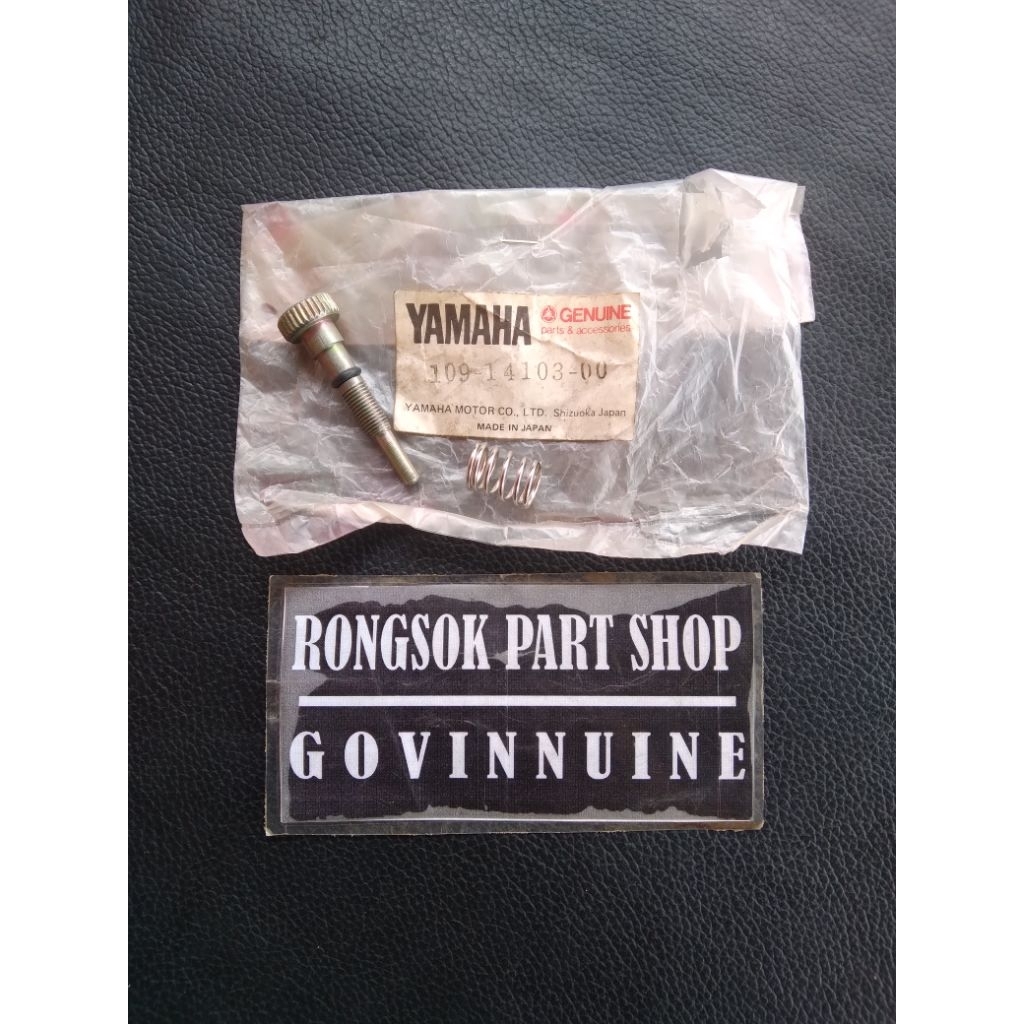 YAMAHA GENUINE
parts & accessories
109-14103-00
YAMAHA MOTOR CO., LTD. Shizuoka Japan
MADE IN JAPAN
RONGSOK PART SHOP
GOVINNUINE